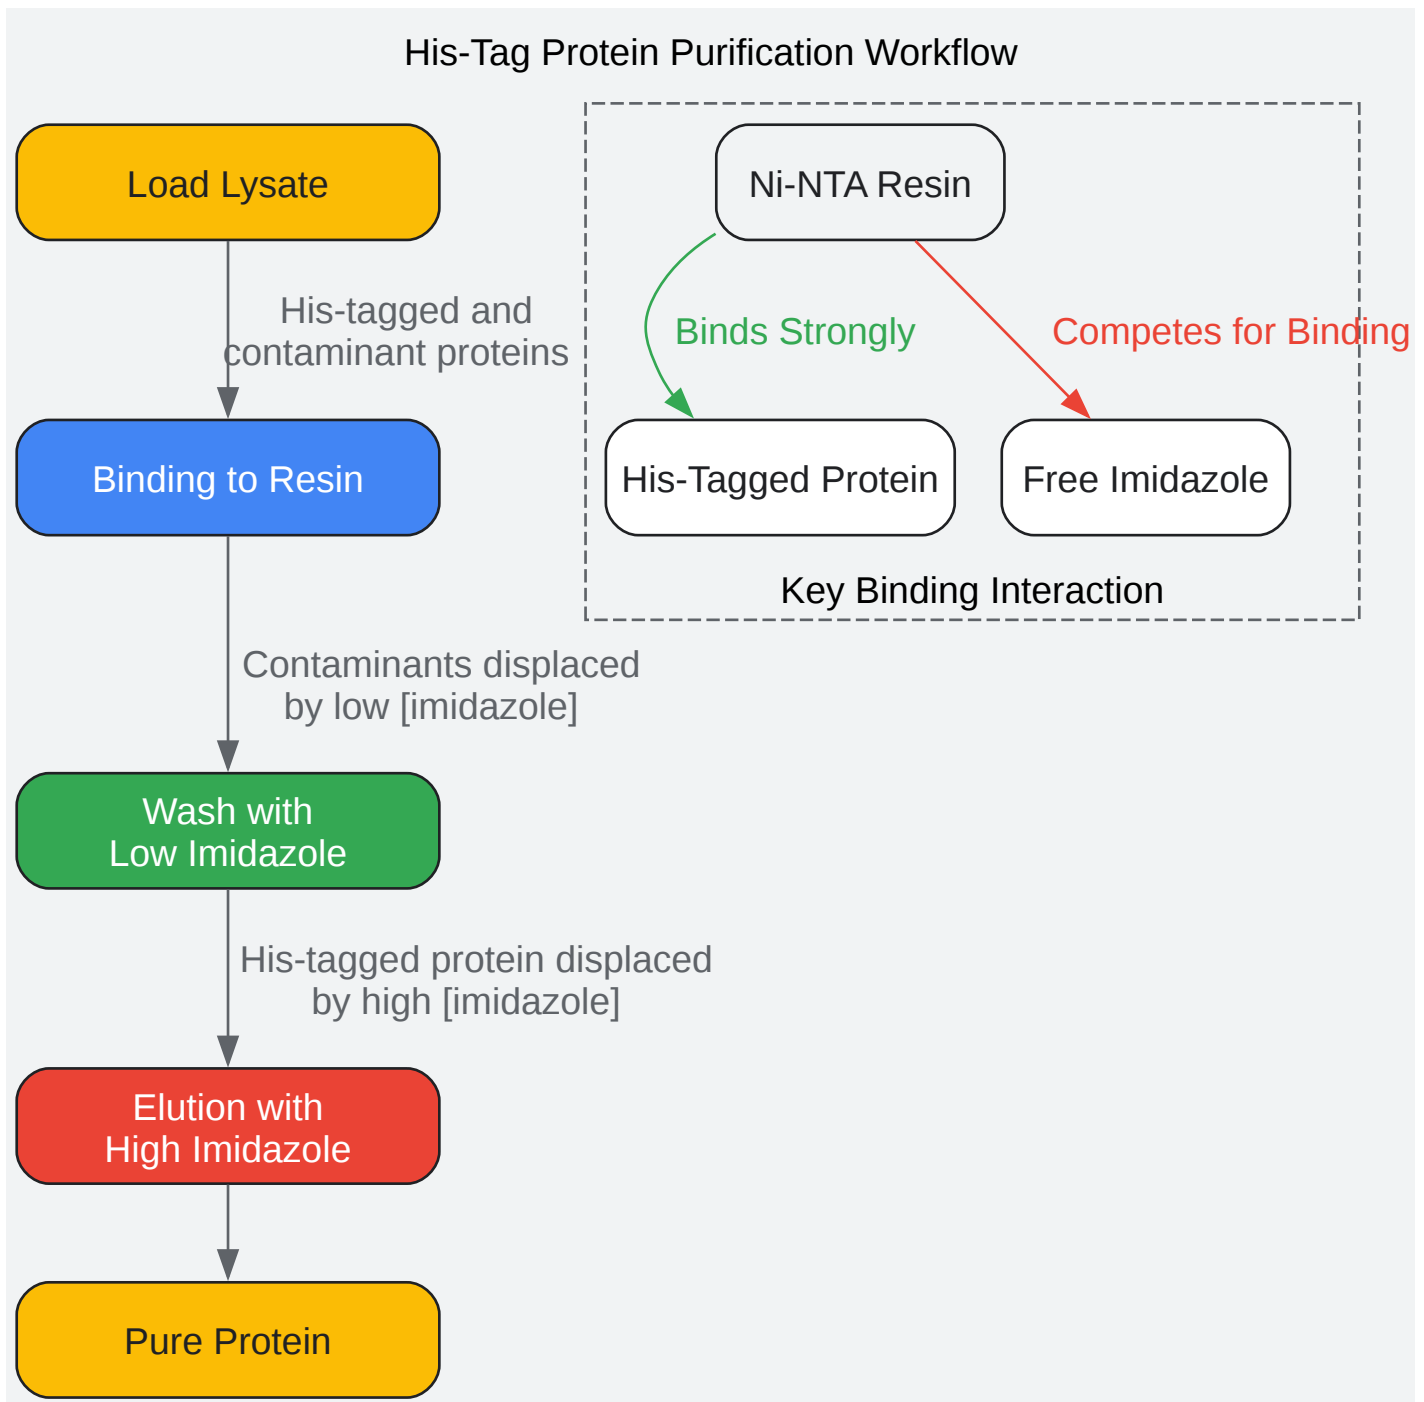 His-Tag Protein Purification Workflow
Load Lysate
His-tagged and
contaminant proteins
Binding to Resin
Contaminants displaced
by low [imidazole]
Wash with
Low Imidazole
His-tagged protein displaced
by high [imidazole]
Elution with
High Imidazole
Pure Protein
Ni-NTA Resin
Binds Strongly
Competes for Binding
His-Tagged Protein
Free Imidazole
Key Binding Interaction